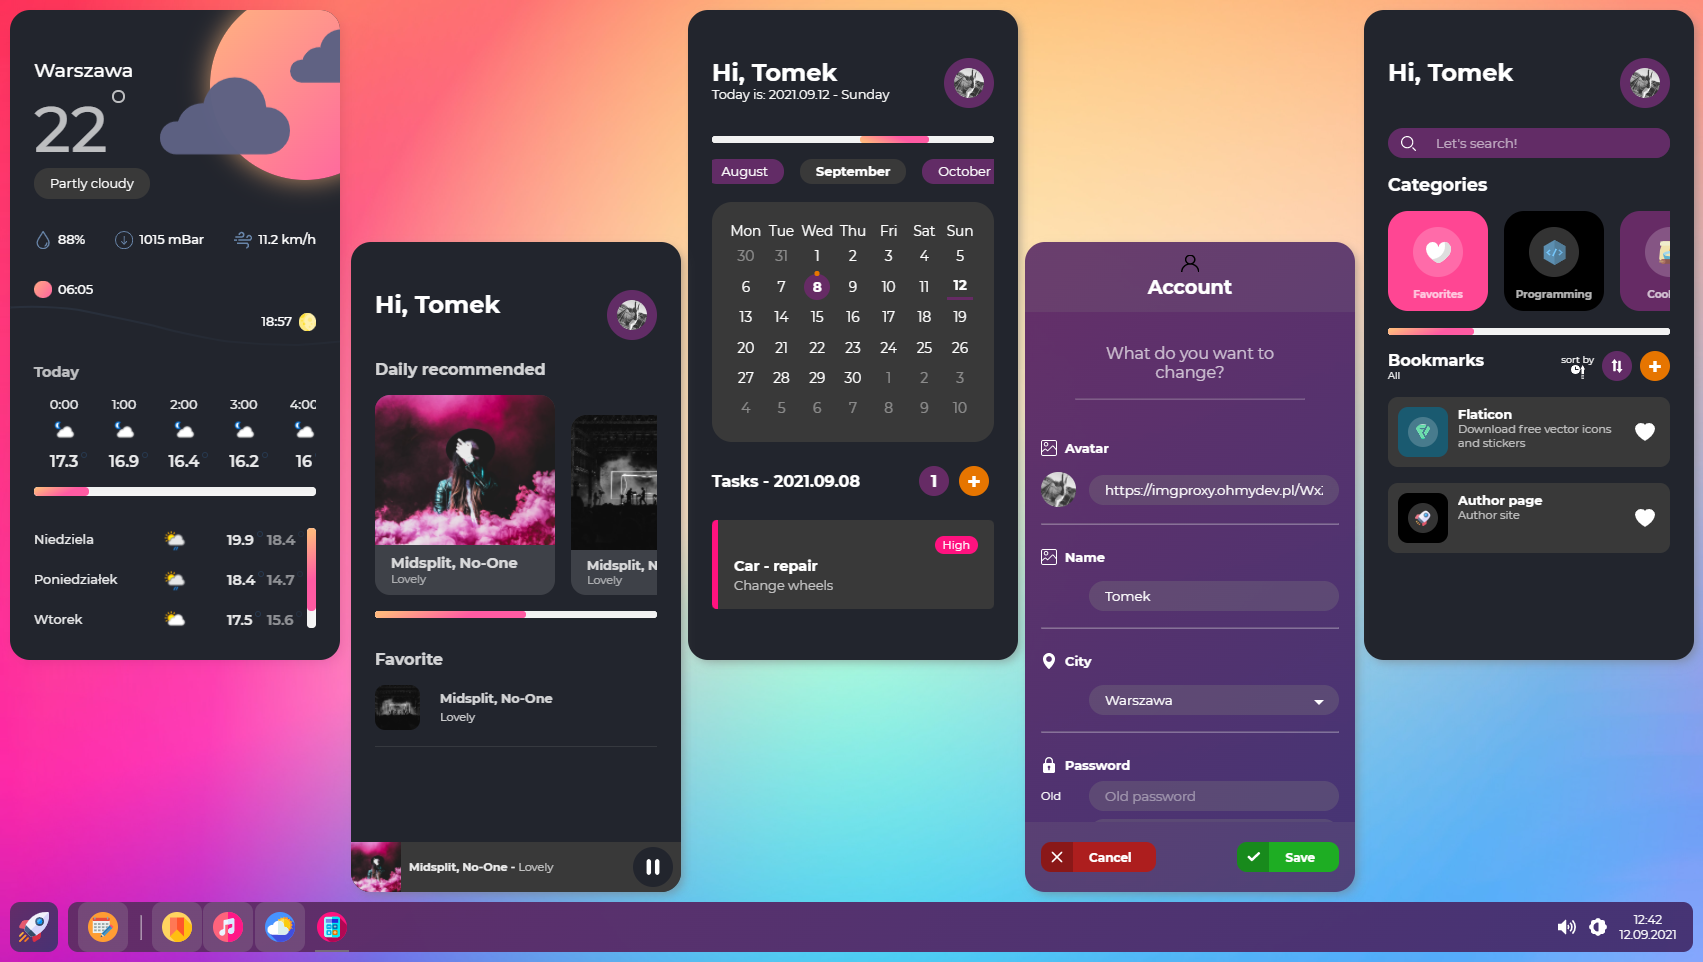 Warszawa
22°
Partly cloudy
88% 1015 mBar 11.2 km/h
06:05
18:57
Today
0:00 1:00 2:00 3:00 4:00
17.3 16.9 16.4 16.2 16
Niedziela 19.9 18.4
Poniedziałek 18.4 14.7
Wtorek 17.5 15.6
Hi, Tomek
Daily recommended
Midsplit, No-One
Lovely
Midsplit, N
Lovely
Favorite
Midsplit, No-One
Lovely
Midsplit, No-One - Lovely
Hi, Tomek
Today is: 2021.09.12 - Sunday
August September October
Mon Tue Wed Thu Fri Sat Sun
30 31 1 2 3 4 5
6 7 8 9 10 11 12
13 14 15 16 17 18 19
20 21 22 23 24 25 26
27 28 29 30 1 2 3
4 5 6 7 8 9 10
Tasks - 2021.09.08 1 +
High
Car - repair
Change wheels
Account
What do you want to
change?
Avatar
https://imgproxy.ohmydev.pl/Wx
Name
Tomek
City
Warszawa
Password
Old Old password
Cancel Save
Hi, Tomek
Let's search!
Categories
Favorites Programming Cool
Bookmarks
All
sort by
Flaticon
Download free vector icons
and stickers
Author page
Author site
12:42
12.09.2021